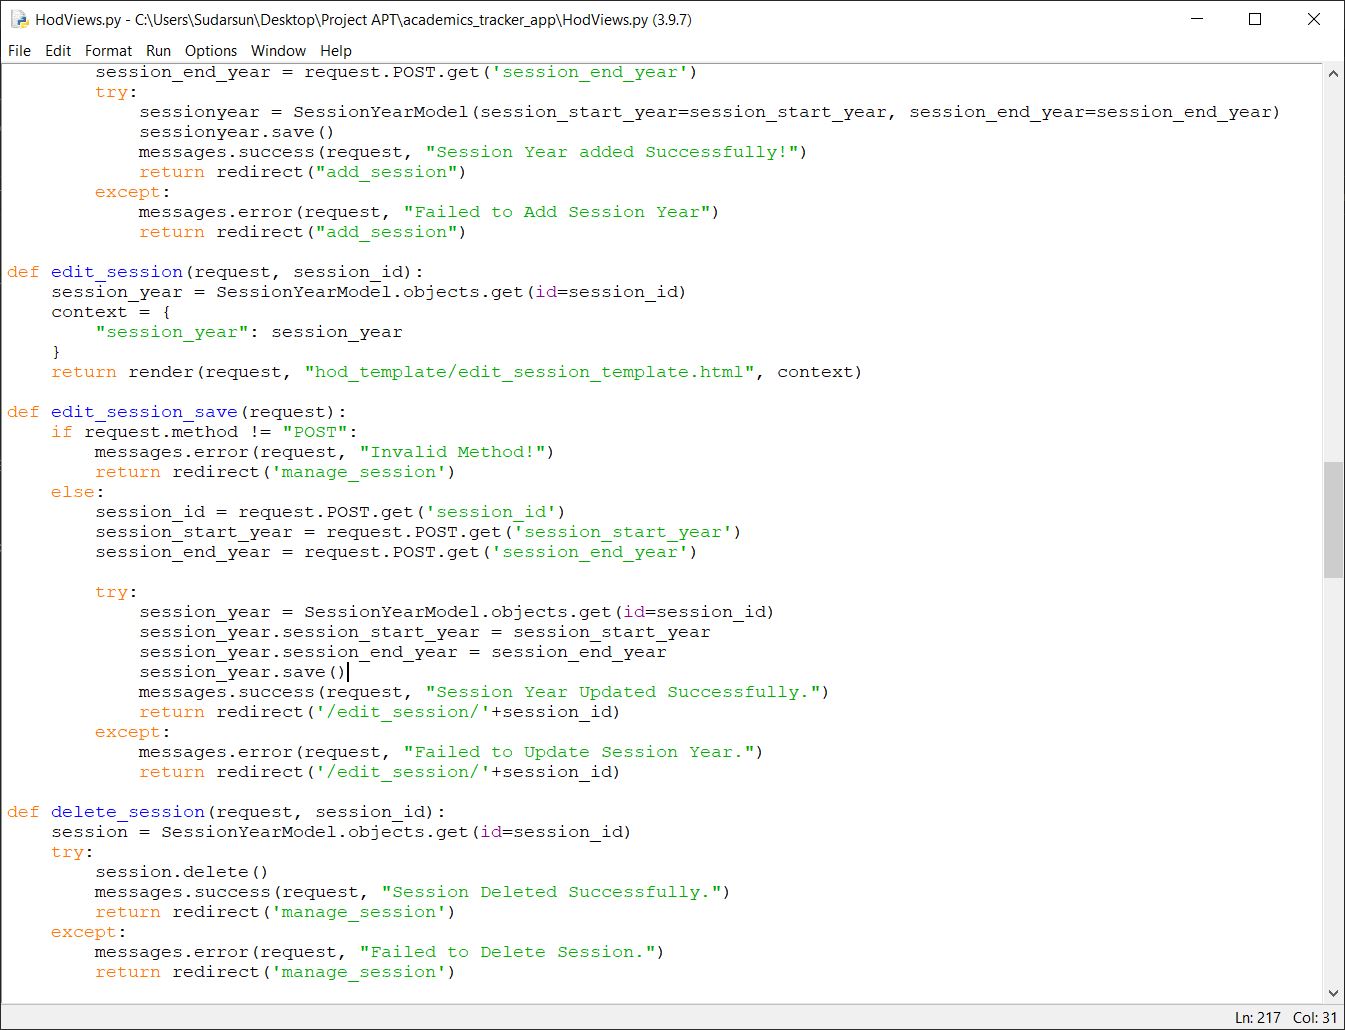 HodViews.py - C:\Users\Sudarsun\Desktop\Project APT\academics_tracker_app\HodViews.py (3.9.7)
File Edit Format Run Options Window Help
        session_end_year = request.POST.get('session_end_year')
        try:
            sessionyear = SessionYearModel(session_start_year=session_start_year, session_end_year=session_end_year)
            sessionyear.save()
            messages.success(request, "Session Year added Successfully!")
            return redirect("add_session")
        except:
            messages.error(request, "Failed to Add Session Year")
            return redirect("add_session")

def edit_session(request, session_id):
    session_year = SessionYearModel.objects.get(id=session_id)
    context = {
        "session_year": session_year
    }
    return render(request, "hod_template/edit_session_template.html", context)

def edit_session_save(request):
    if request.method != "POST":
        messages.error(request, "Invalid Method!")
        return redirect('manage_session')
    else:
        session_id = request.POST.get('session_id')
        session_start_year = request.POST.get('session_start_year')
        session_end_year = request.POST.get('session_end_year')

        try:
            session_year = SessionYearModel.objects.get(id=session_id)
            session_year.session_start_year = session_start_year
            session_year.session_end_year = session_end_year
            session_year.save()
            messages.success(request, "Session Year Updated Successfully.")
            return redirect('/edit_session/'+session_id)
        except:
            messages.error(request, "Failed to Update Session Year.")
            return redirect('/edit_session/'+session_id)

def delete_session(request, session_id):
    session = SessionYearModel.objects.get(id=session_id)
    try:
        session.delete()
        messages.success(request, "Session Deleted Successfully.")
        return redirect('manage_session')
    except:
        messages.error(request, "Failed to Delete Session.")
        return redirect('manage_session')
Ln: 217 Col: 31